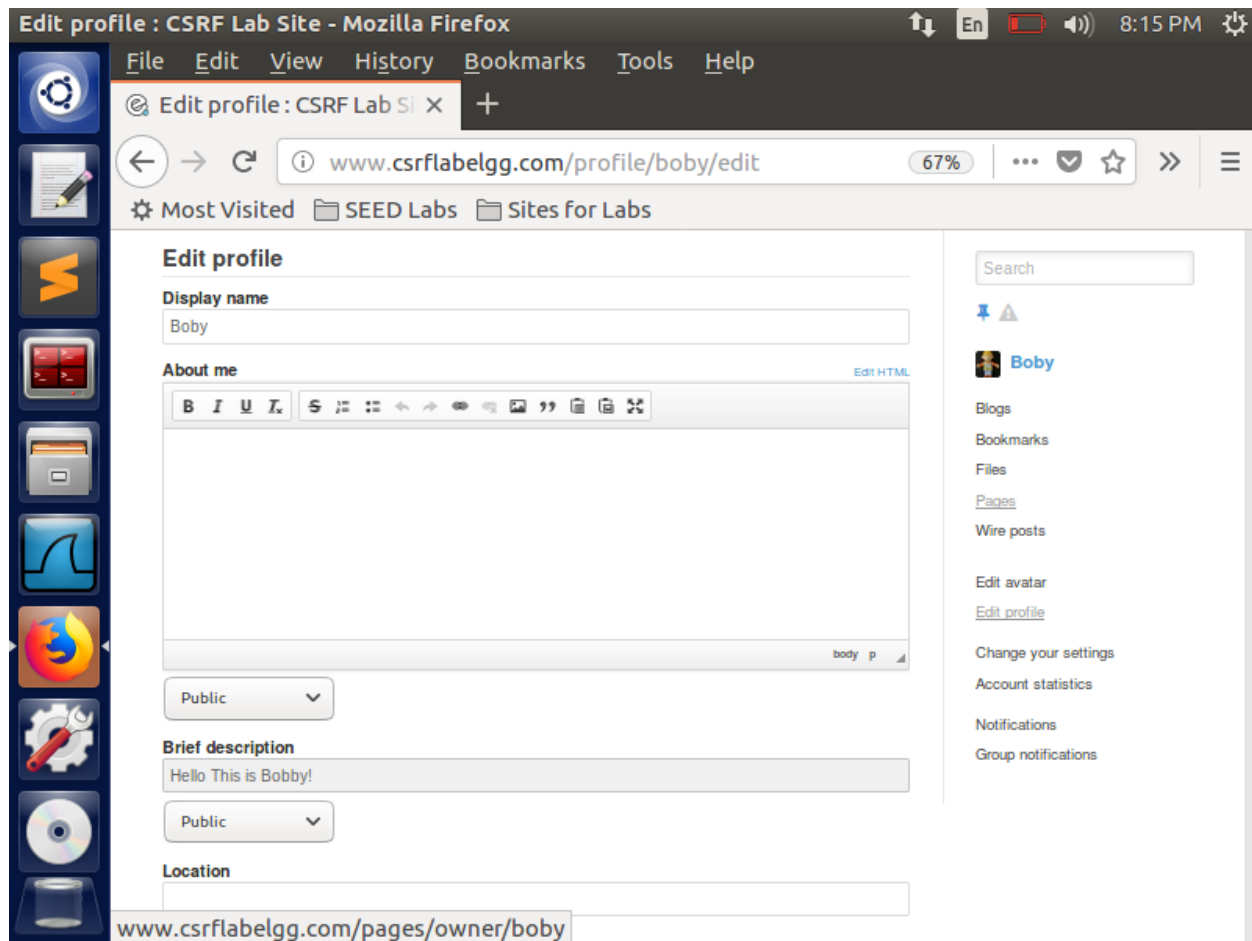 Edit profile : CSRF Lab Site - Mozilla Firefox
En
8:15 PM
File Edit View History Bookmarks Tools Help
Edit profile : CSRF Lab Si
www.csrflabelgg.com/profile/boby/edit
67%
Most Visited SEED Labs Sites for Labs
Edit profile
Display name
Boby
About me
Edit HTML
B I U Tx S
body p
Public
Brief description
Hello This is Bobby!
Public
Location
Search
Boby
Blogs
Bookmarks
Files
Pages
Wire posts
Edit avatar
Edit profile
Change your settings
Account statistics
Notifications
Group notifications
www.csrflabelgg.com/pages/owner/boby